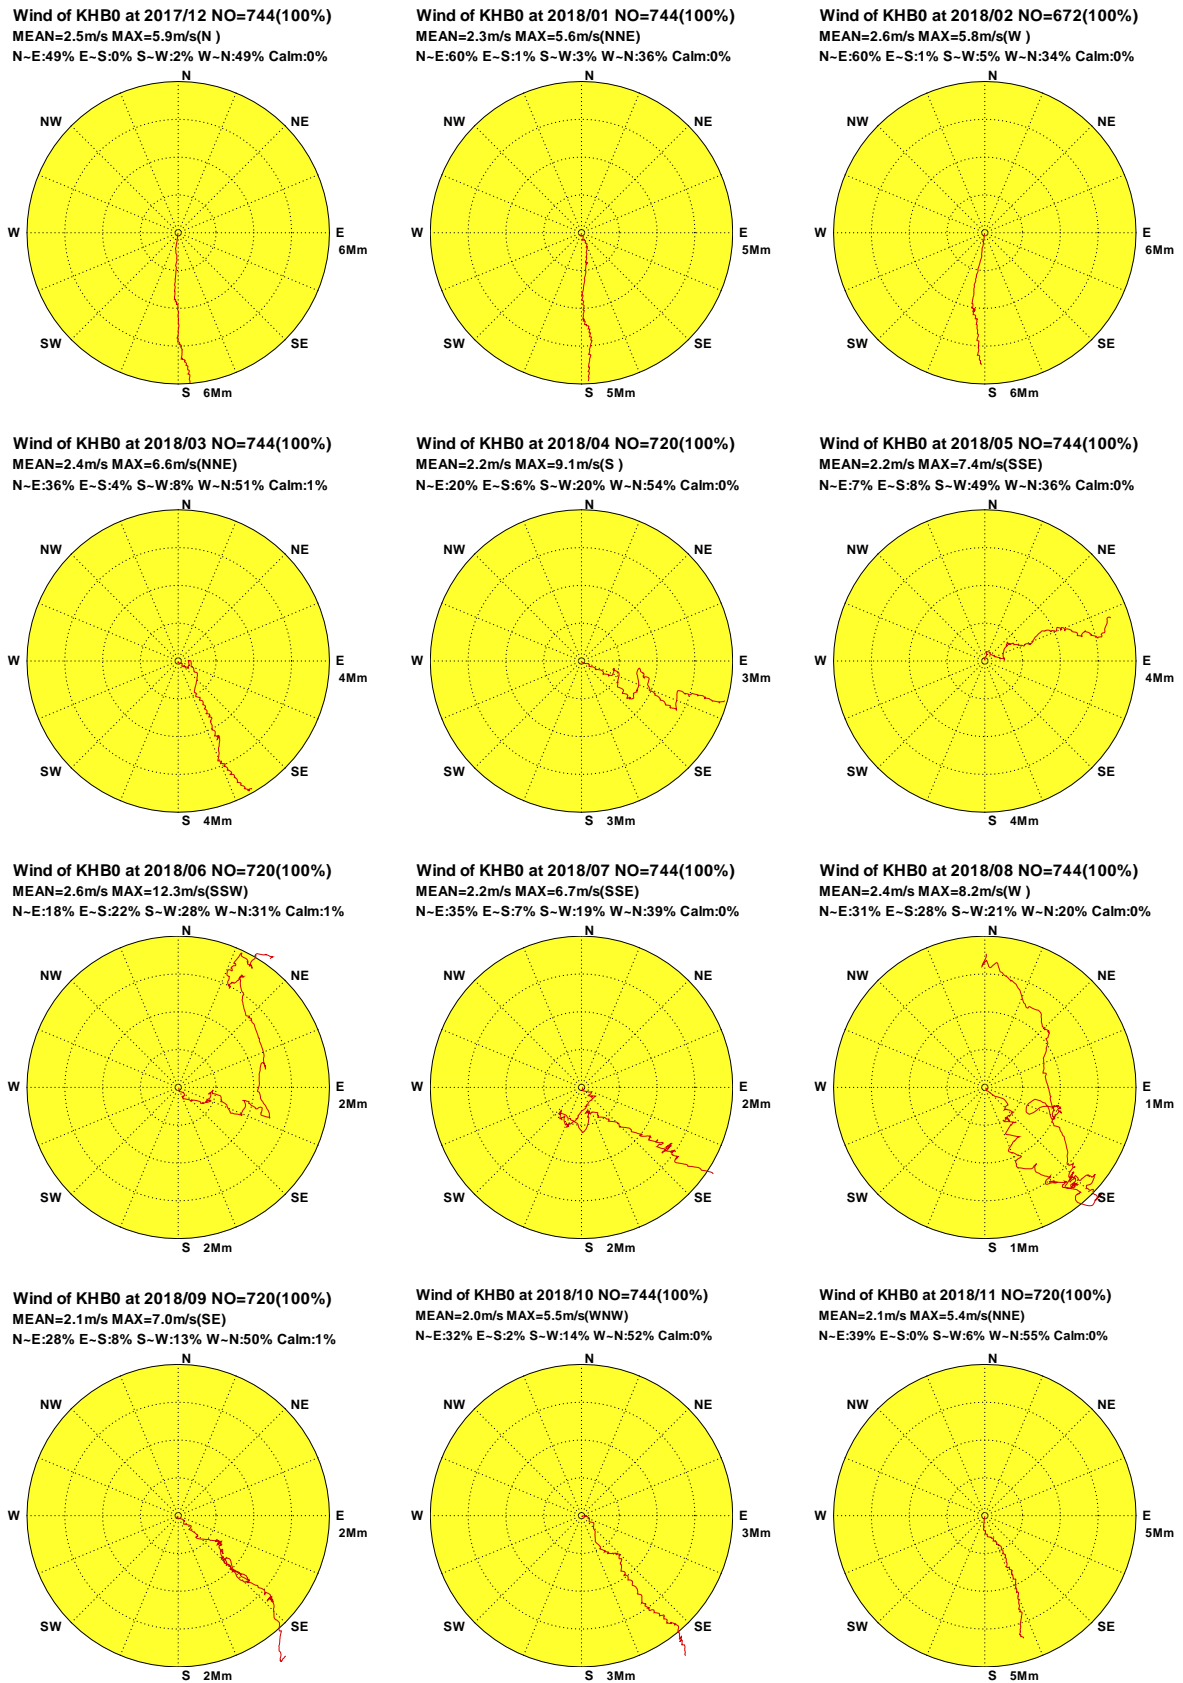 Wind of KHB0 at 2017/12 NO=744(100%)
MEAN=2.5m/s MAX=5.9m/s(N )
N~E:49% E~S:0% S~W:2% W~N:49% Calm:0%
N
NW NE
W E
6Mm
SW SE
S 6Mm
Wind of KHB0 at 2018/01 NO=744(100%)
MEAN=2.3m/s MAX=5.6m/s(NNE)
N~E:60% E~S:1% S~W:3% W~N:36% Calm:0%
N
NW NE
W E
5Mm
SW SE
S 5Mm
Wind of KHB0 at 2018/02 NO=672(100%)
MEAN=2.6m/s MAX=5.8m/s(W )
N~E:60% E~S:1% S~W:5% W~N:34% Calm:0%
N
NW NE
W E
6Mm
SW SE
S 6Mm
Wind of KHB0 at 2018/03 NO=744(100%)
MEAN=2.4m/s MAX=6.6m/s(NNE)
N~E:36% E~S:4% S~W:8% W~N:51% Calm:1%
N
NW NE
W E
4Mm
SW SE
S 4Mm
Wind of KHB0 at 2018/04 NO=720(100%)
MEAN=2.2m/s MAX=9.1m/s(S )
N~E:20% E~S:6% S~W:20% W~N:54% Calm:0%
N
NW NE
W E
3Mm
SW SE
S 3Mm
Wind of KHB0 at 2018/05 NO=744(100%)
MEAN=2.2m/s MAX=7.4m/s(SSE)
N~E:7% E~S:8% S~W:49% W~N:36% Calm:0%
N
NW NE
W E
4Mm
SW SE
S 4Mm
Wind of KHB0 at 2018/06 NO=720(100%)
MEAN=2.6m/s MAX=12.3m/s(SSW)
N~E:18% E~S:22% S~W:28% W~N:31% Calm:1%
N
NW NE
W E
2Mm
SW SE
S 2Mm
Wind of KHB0 at 2018/07 NO=744(100%)
MEAN=2.2m/s MAX=6.7m/s(SSE)
N~E:35% E~S:7% S~W:19% W~N:39% Calm:0%
N
NW NE
W E
2Mm
SW SE
S 2Mm
Wind of KHB0 at 2018/08 NO=744(100%)
MEAN=2.4m/s MAX=8.2m/s(W )
N~E:31% E~S:28% S~W:21% W~N:20% Calm:0%
N
NW NE
W E
1Mm
SW SE
S 1Mm
Wind of KHB0 at 2018/09 NO=720(100%)
MEAN=2.1m/s MAX=7.0m/s(SE)
N~E:28% E~S:8% S~W:13% W~N:50% Calm:1%
N
NW NE
W E
2Mm
SW SE
S 2Mm
Wind of KHB0 at 2018/10 NO=744(100%)
MEAN=2.0m/s MAX=5.5m/s(WNW)
N~E:32% E~S:2% S~W:14% W~N:52% Calm:0%
N
NW NE
W E
3Mm
SW SE
S 3Mm
Wind of KHB0 at 2018/11 NO=720(100%)
MEAN=2.1m/s MAX=5.4m/s(NNE)
N~E:39% E~S:0% S~W:6% W~N:55% Calm:0%
N
NW NE
W E
5Mm
SW SE
S 5Mm